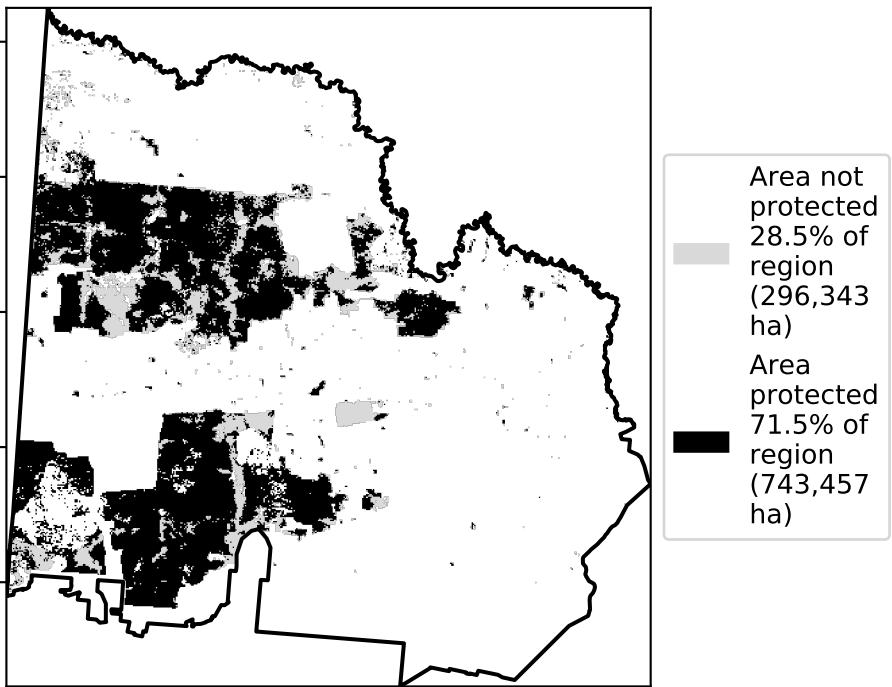 Area not
protected
28.5% of
region
(296,343
ha)
Area
protected
71.5% of
region
(743,457
ha)